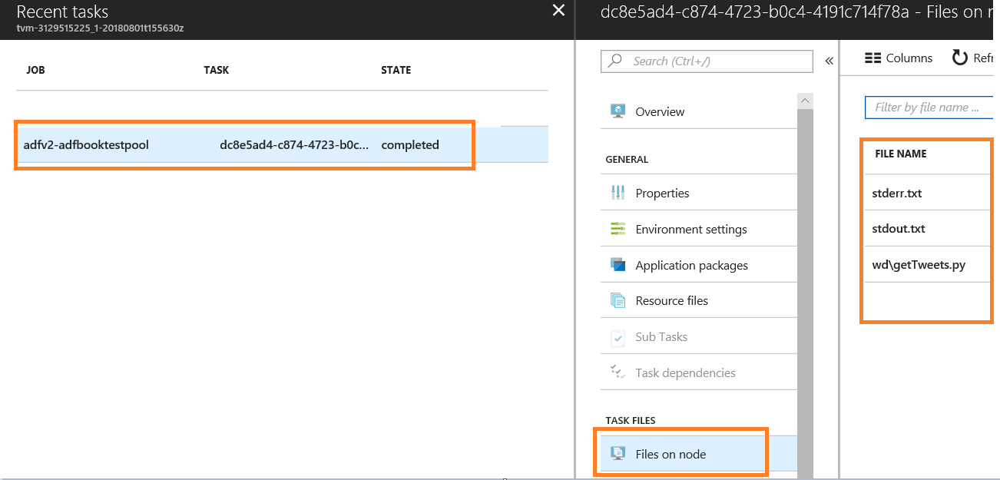 Recent tasks
tvm-3129515225_1-20180801t155630z
JOB TASK STATE
adfv2-adfbooktestpool dc8e5ad4-c874-4723-b0c... completed
dc8e5ad4-c874-4723-b0c4-4191c714f78a - Files on
Search (Ctrl+/)
«
Overview
GENERAL
Properties
Environment settings
Application packages
Resource files
Sub Tasks
Task dependencies
TASK FILES
Files on node
Columns Refr
Filter by file name ...
FILE NAME
stderr.txt
stdout.txt
wd\getTweets.py